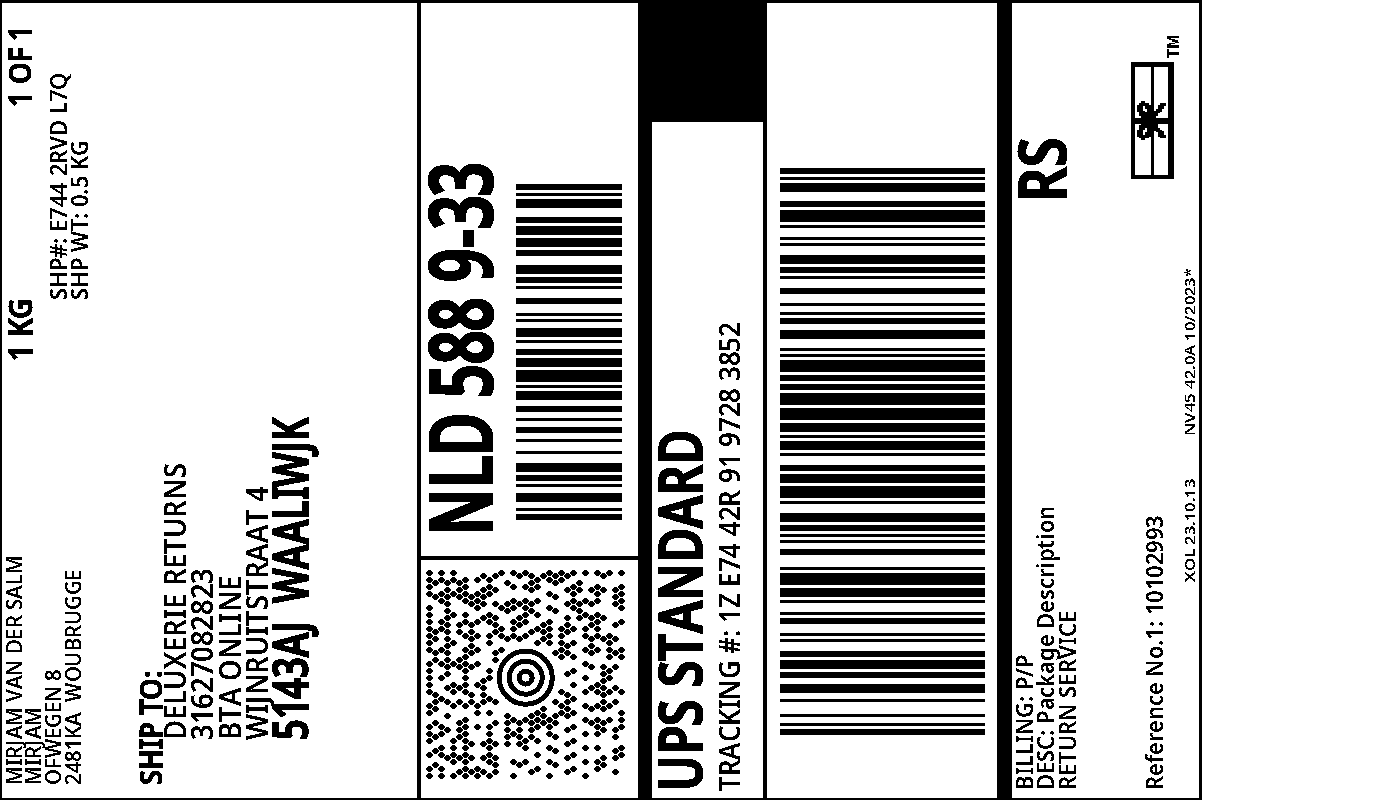 MIRJAM VAN DER SALM
MIRJAM
OFWEGEN 8
2481KA WOUBRUGGE
1 KG
1 OF 1
SHP#: E744 2RVD L7Q
SHP WT: 0.5 KG
SHIP TO:
DELUXERIE RETURNS
31627082823
BTA ONLINE
WIJNRUITSTRAAT 4
5143AJ WAALIWJK
NLD 588 9-33
UPS STANDARD
TRACKING #: 1Z E74 42R 91 9728 3852
BILLING: P/P
DESC: Package Description
RETURN SERVICE
RS
Reference No.1: 10102993
XOL 23.10.13 NV45 42.0A 10/2023*
TM